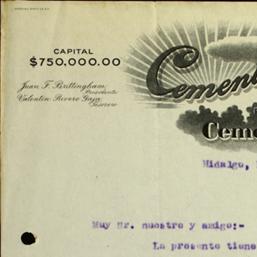 CAPITAL
$750,000.00
Juan F. Brittingham,
Presidente
Valentin Rivero Gaja,
Tesorero
Cement
Ceme
Hidalgo,
Muy Sr. nuestro y amigo:-
La presente tiene